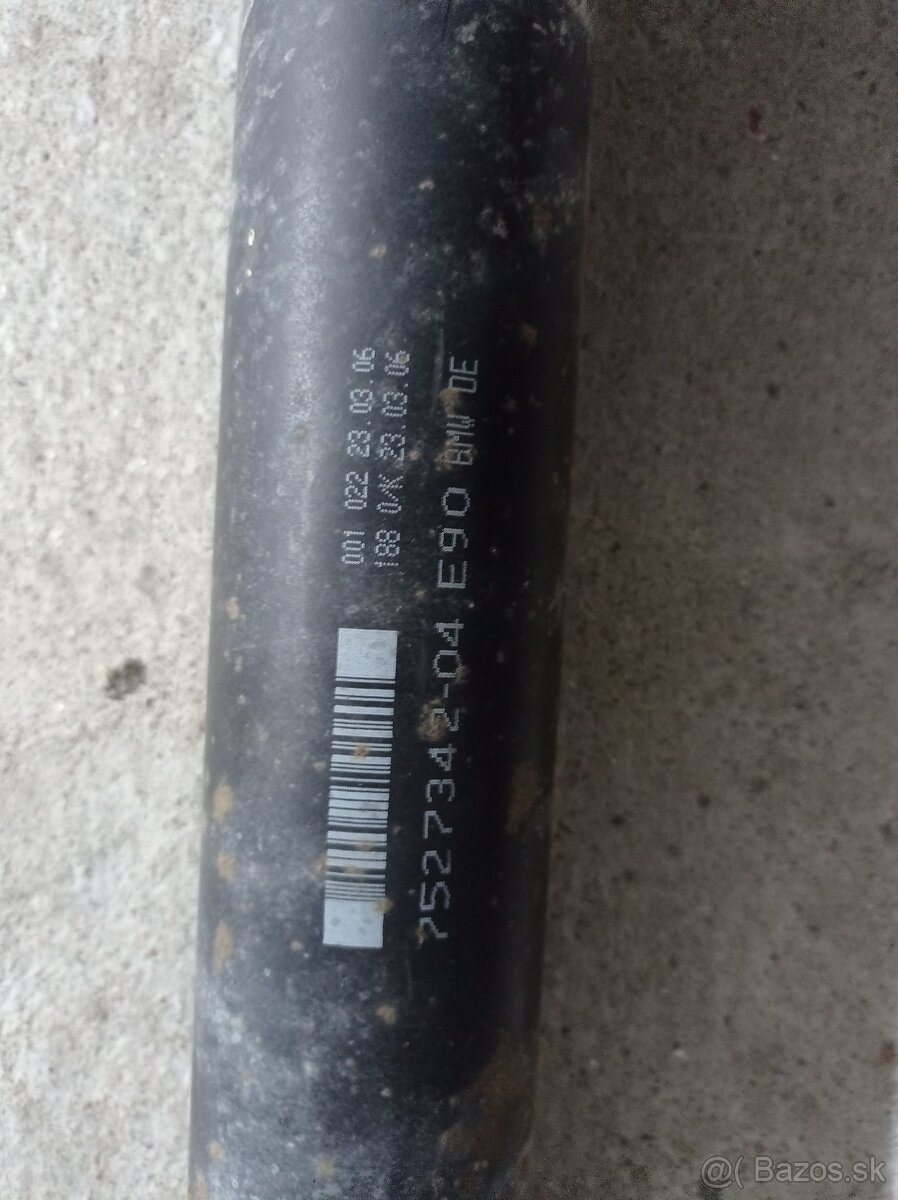 001 022 23.03.06
188 0/K 23.03.06
7527342-04 E90 BMW DE
@( Bazos.sk